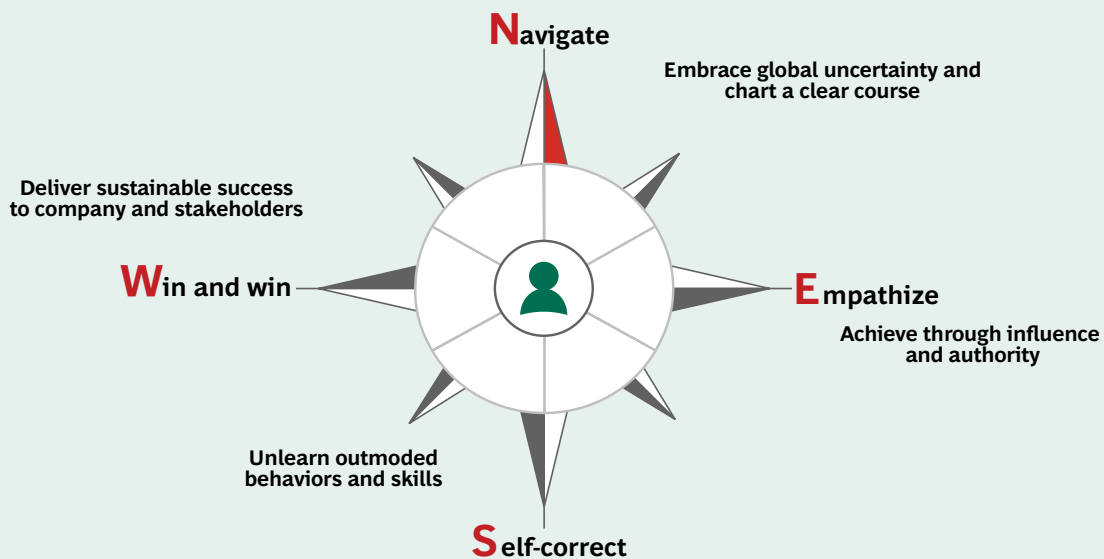 Navigate
Embrace global uncertainty and
chart a clear course
Deliver sustainable success
to company and stakeholders
Win and win
Empathize
Achieve through influence
and authority
Unlearn outmoded
behaviors and skills
Self-correct